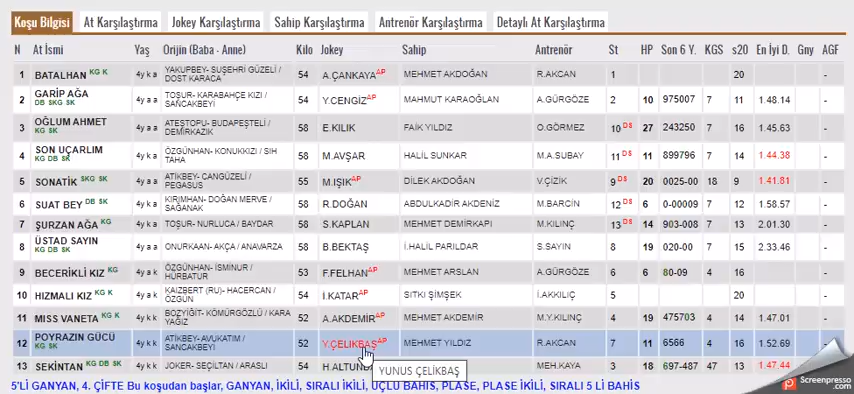 Koşu Bilgisi At Karşılaştırma Jokey Karşılaştırma Sahip Karşılaştırma Antrenör Karşılaştırma Detaylı At Karşılaştırma
N At İsmi Yaş Orijin (Baba - Anne) Kilo Jokey Sahip Antrenör St HP Son 6 Y. KGS s20 En İyi D. Gny AGF
1 BATALHAN KG K 4y k a YAKUPBEY- SUŞEHRİ GÜZELİ / DOST KARACA 54 A.ÇANKAYA AP MEHMET AKDOĞAN R.AKCAN 1 20 -
2 GARİP AĞA DB SKG SK 4y a a TOŞUR- KARABAHÇE KIZI / SANCAKBEYİ 54 Y.CENGİZ AP MAHMUT KARAOĞLAN A.GÜRGÖZE 2 10 975007 7 11 1.48.14 -
3 OĞLUM AHMET KG SK 4y a a ATEŞTOPU- BUDAPEŞTELİ / DEMİRKAZIK 58 E.KILIK FAİK YILDIZ O.GÖRMEZ 10 DS 27 243250 7 16 1.45.63 -
4 SON UÇARLIM KG DB SK 4y k a ÖZGÜNHAN- KONUKKIZI / SIH TAHA 58 M.AVŞAR HALİL SUNKAR M.A.SUBAY 11 DS 11 899796 7 14 1.44.38 -
5 SONATİK SKG SK 4y a a ATİKBEY- CANGÜZELİ / PEGASUS 55 M.IŞIK AP DİLEK AKDOĞAN V.ÇİZİK 9 DS 20 0025-00 18 9 1.41.81 -
6 SUAT BEY DB SK 4y k a KIRIMHAN- DOĞAN MERVE / SAĞANAK 58 R.DOĞAN ABDULKADİR AKDENİZ M.BARCİN 12 DS 6 0-00009 7 12 1.58.57 -
7 ŞURZAN AĞA KG 4y k a TOŞUR- NURLUCA / BAYDAR 58 S.KAPLAN MEHMET DEMİRKAPI M.KILINÇ 13 DS 14 903-008 7 13 2.01.30 -
8 ÜSTAD SAYIN KG DB SK 4y a a ONURKAAN- AKÇA / ANAVARZA 58 B.BEKTAŞ İ.HALİL PARILDAR S.SAYIN 8 19 020-00 7 15 2.33.46 -
9 BECERİKLİ KIZ KG 4y a k ÖZGÜNHAN- İSMİNUR / HÜRBATUR 53 F.FELHAN AP MEHMET ARSLAN A.GÜRGÖZE 6 6 80-09 4 16 -
10 HIZMALI KIZ KG K 4y a k KAIZBERT (RU)- HACERCAN / ÖZGÜN 54 İ.KATAR AP SITKI ŞİMŞEK İ.AKKILIÇ 5 20 -
11 MISS VANETA KG K 4y k k BOZYİĞİT- KÖMÜRGÖZLÜ / KARA YAĞIZ 52 A.AKDEMİR AP MEHMET AKDEMİR M.Y.KILINÇ 4 19 475703 4 14 1.47.01 -
12 POYRAZIN GÜCÜ KG SK 4y k k ATİKBEY- AVUKATIM / SANCAKBEYİ 52 Y.ÇELİKBAŞ AP MEHMET YILDIZ R.AKCAN 7 11 6566 4 16 1.52.69 -
13 SEKİNTAN KG DB SK 4y k k JOKER- SEÇİLTAN / ARASLI 54 H.ALTUND MEH.KAYA 3 18 697-487 47 13 1.47.44
YUNUS ÇELİKBAŞ
5'Lİ GANYAN, 4. ÇİFTE Bu koşudan başlar, GANYAN, İKİLİ, SIRALI İKİLİ, ÜÇLÜ BAHİS, PLASE, PLASE İKİLİ, SIRALI 5 Lİ BAHİS
Created with
Screenpresso